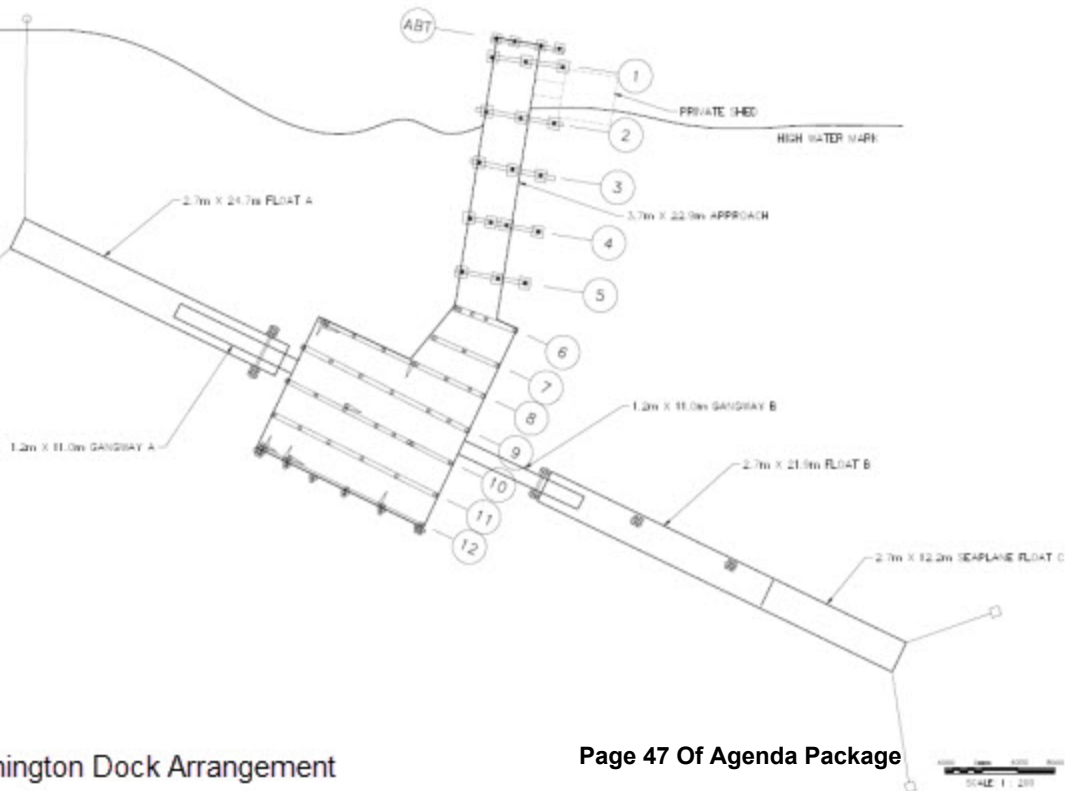 ABT
1
PRIVATE SHED
2
HIGH WATER MARK
3
2.7m X 24.7m FLOAT A
3.7m X 22.9m APPROACH
4
5
6
7
1.2m X 11.0m GANGWAY B
8
1.2m X 11.0m GANGWAY A
9
2.7m X 21.9m FLOAT B
10
11
12
2.7m X 12.2m SEAPLANE FLOAT C
nington Dock Arrangement
Page 47 Of Agenda Package
SCALE 1 : 200